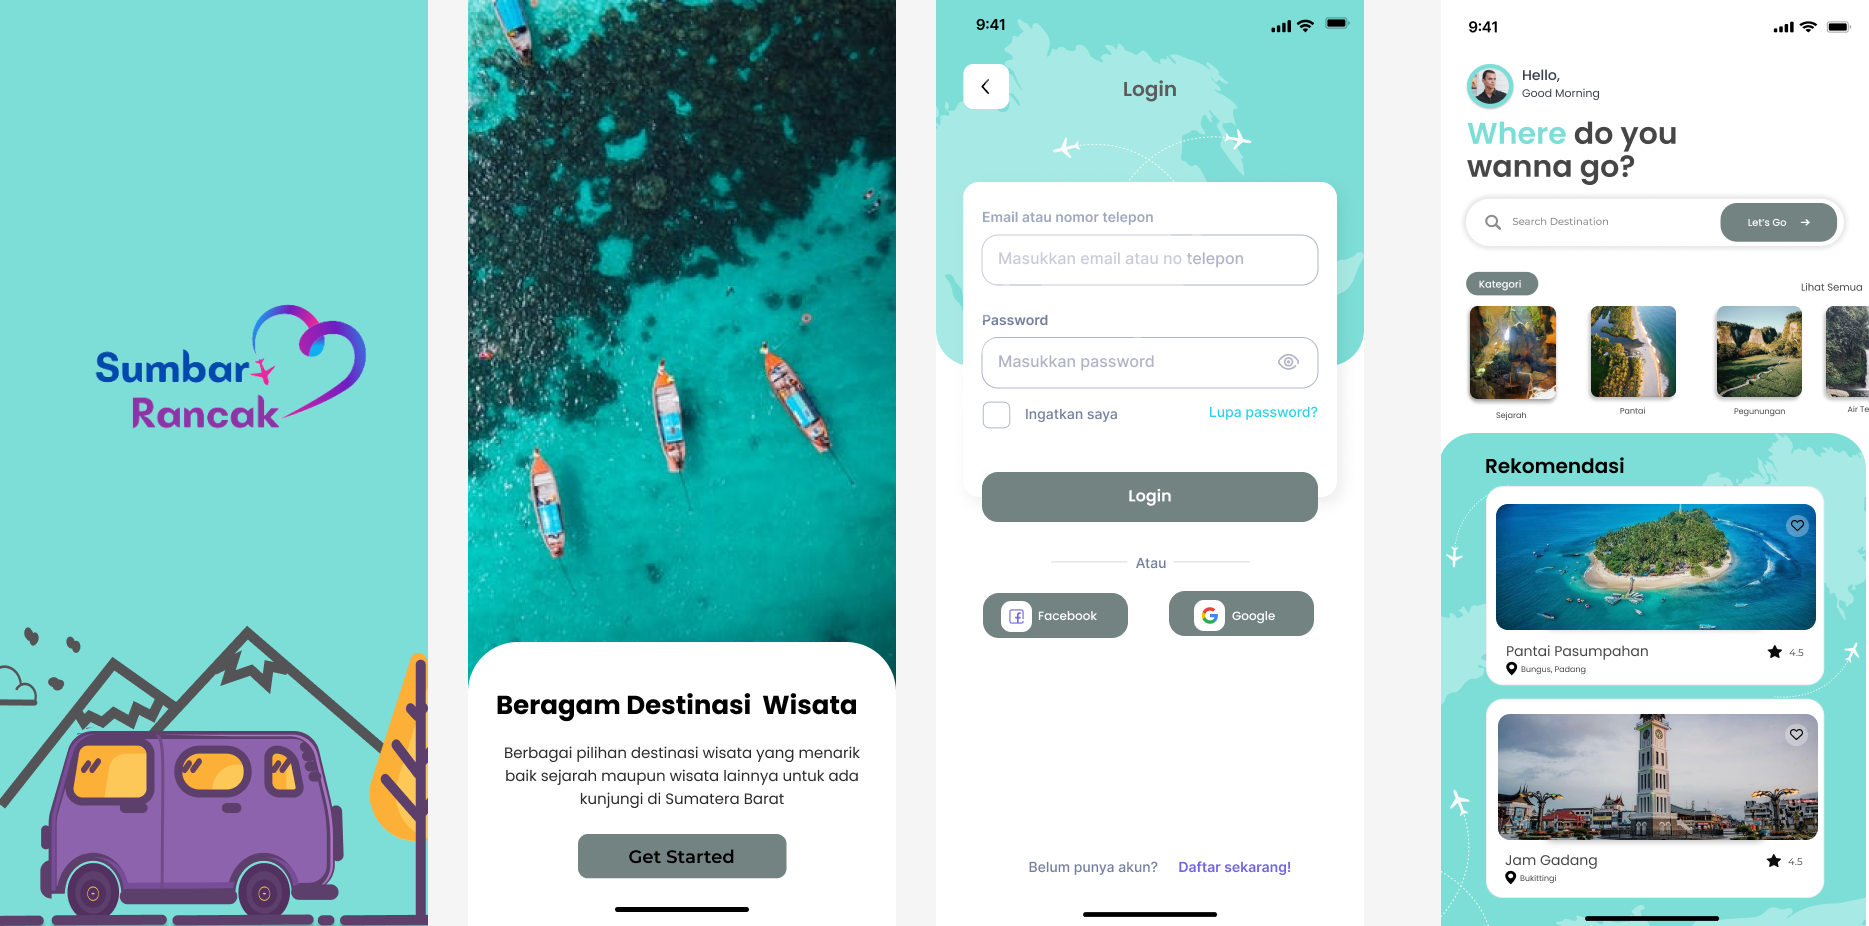 Sumbar
Rancak
Beragam Destinasi Wisata
Berbagai pilihan destinasi wisata yang menarik
baik sejarah maupun wisata lainnya untuk ada
kunjungi di Sumatera Barat
Get Started
9:41
Login
Email atau nomor telepon
Masukkan email atau no telepon
Password
Masukkan password
Ingatkan saya
Lupa password?
Login
Atau
Facebook
Google
Belum punya akun? Daftar sekarang!
9:41
Hello,
Good Morning
Where do you
wanna go?
Search Destination
Let's Go
Kategori
Lihat Semua
Sejarah
Pantai
Pegunungan
Air Te
Rekomendasi
Pantai Pasumpahan
4.5
Bungus, Padang
Jam Gadang
4.5
Bukittingi